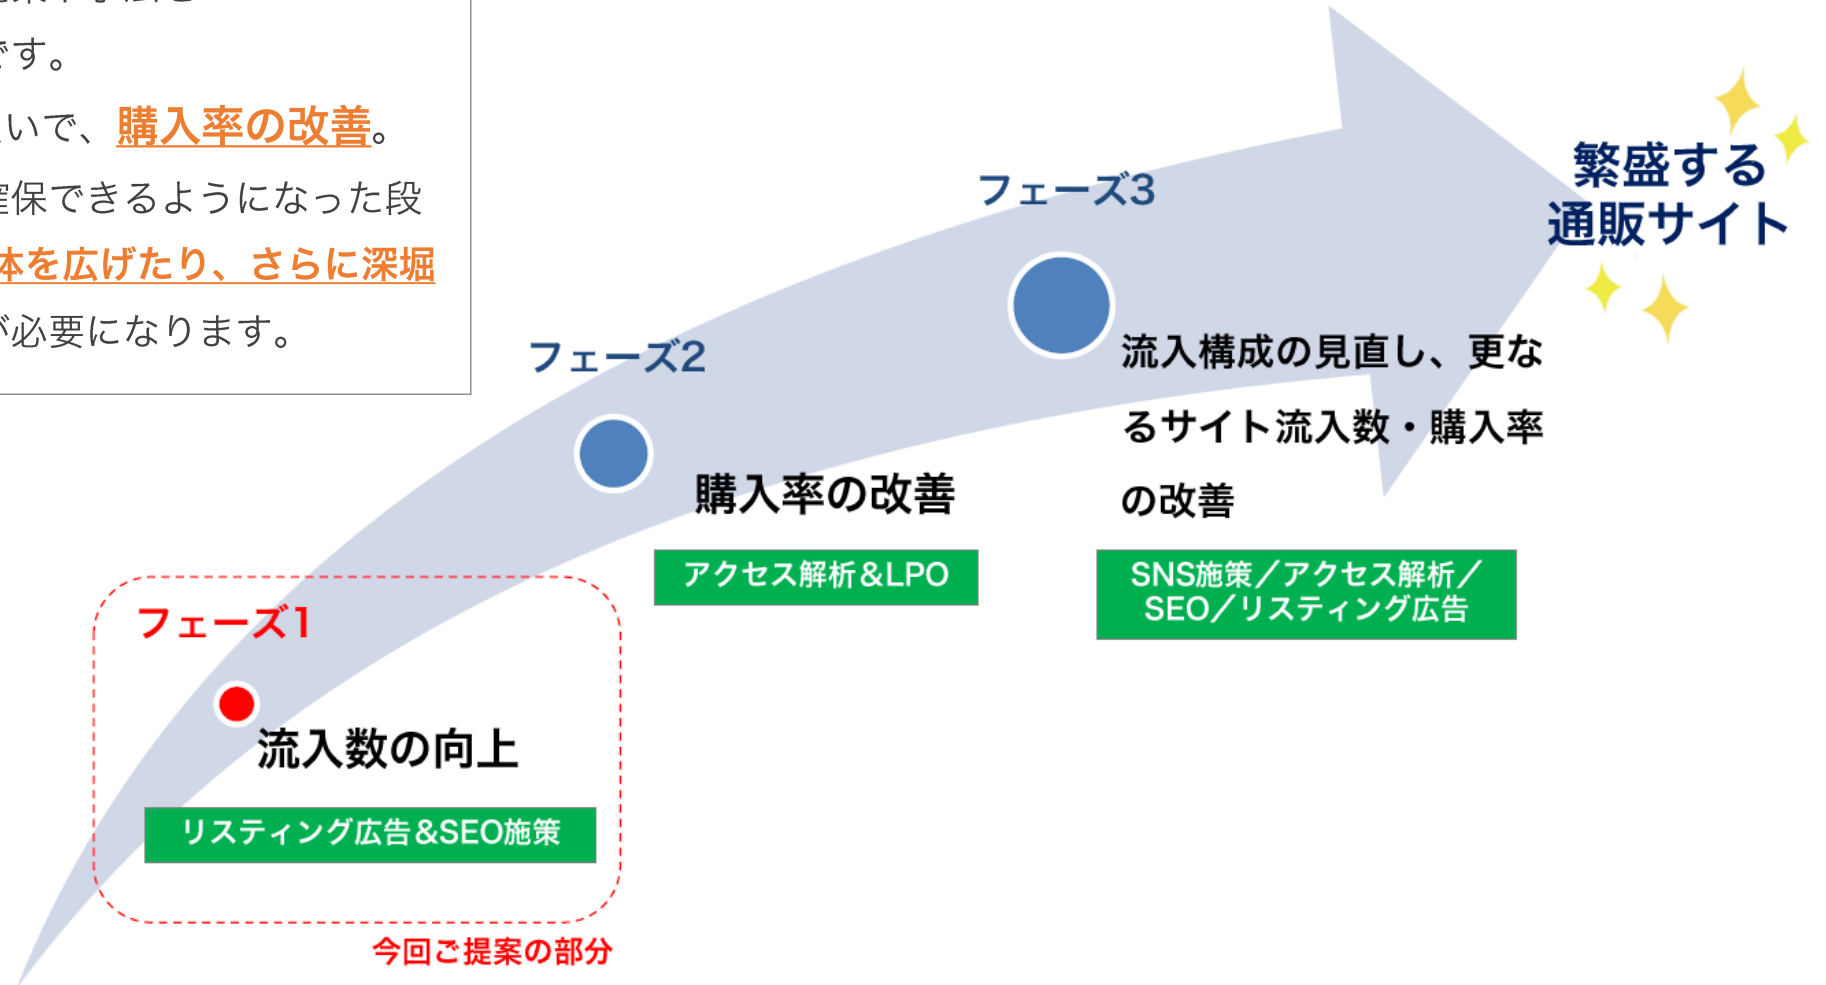 です。
いで、購入率の改善。
確保できるようになった段
体を広げたり、さらに深堀
が必要になります。
フェーズ3
繁盛する
通販サイト
流入構成の見直し、更な
るサイト流入数・購入率
の改善
SNS施策／アクセス解析／
SEO／リスティング広告
フェーズ2
購入率の改善
アクセス解析＆LPO
フェーズ1
流入数の向上
リスティング広告＆SEO施策
今回ご提案の部分